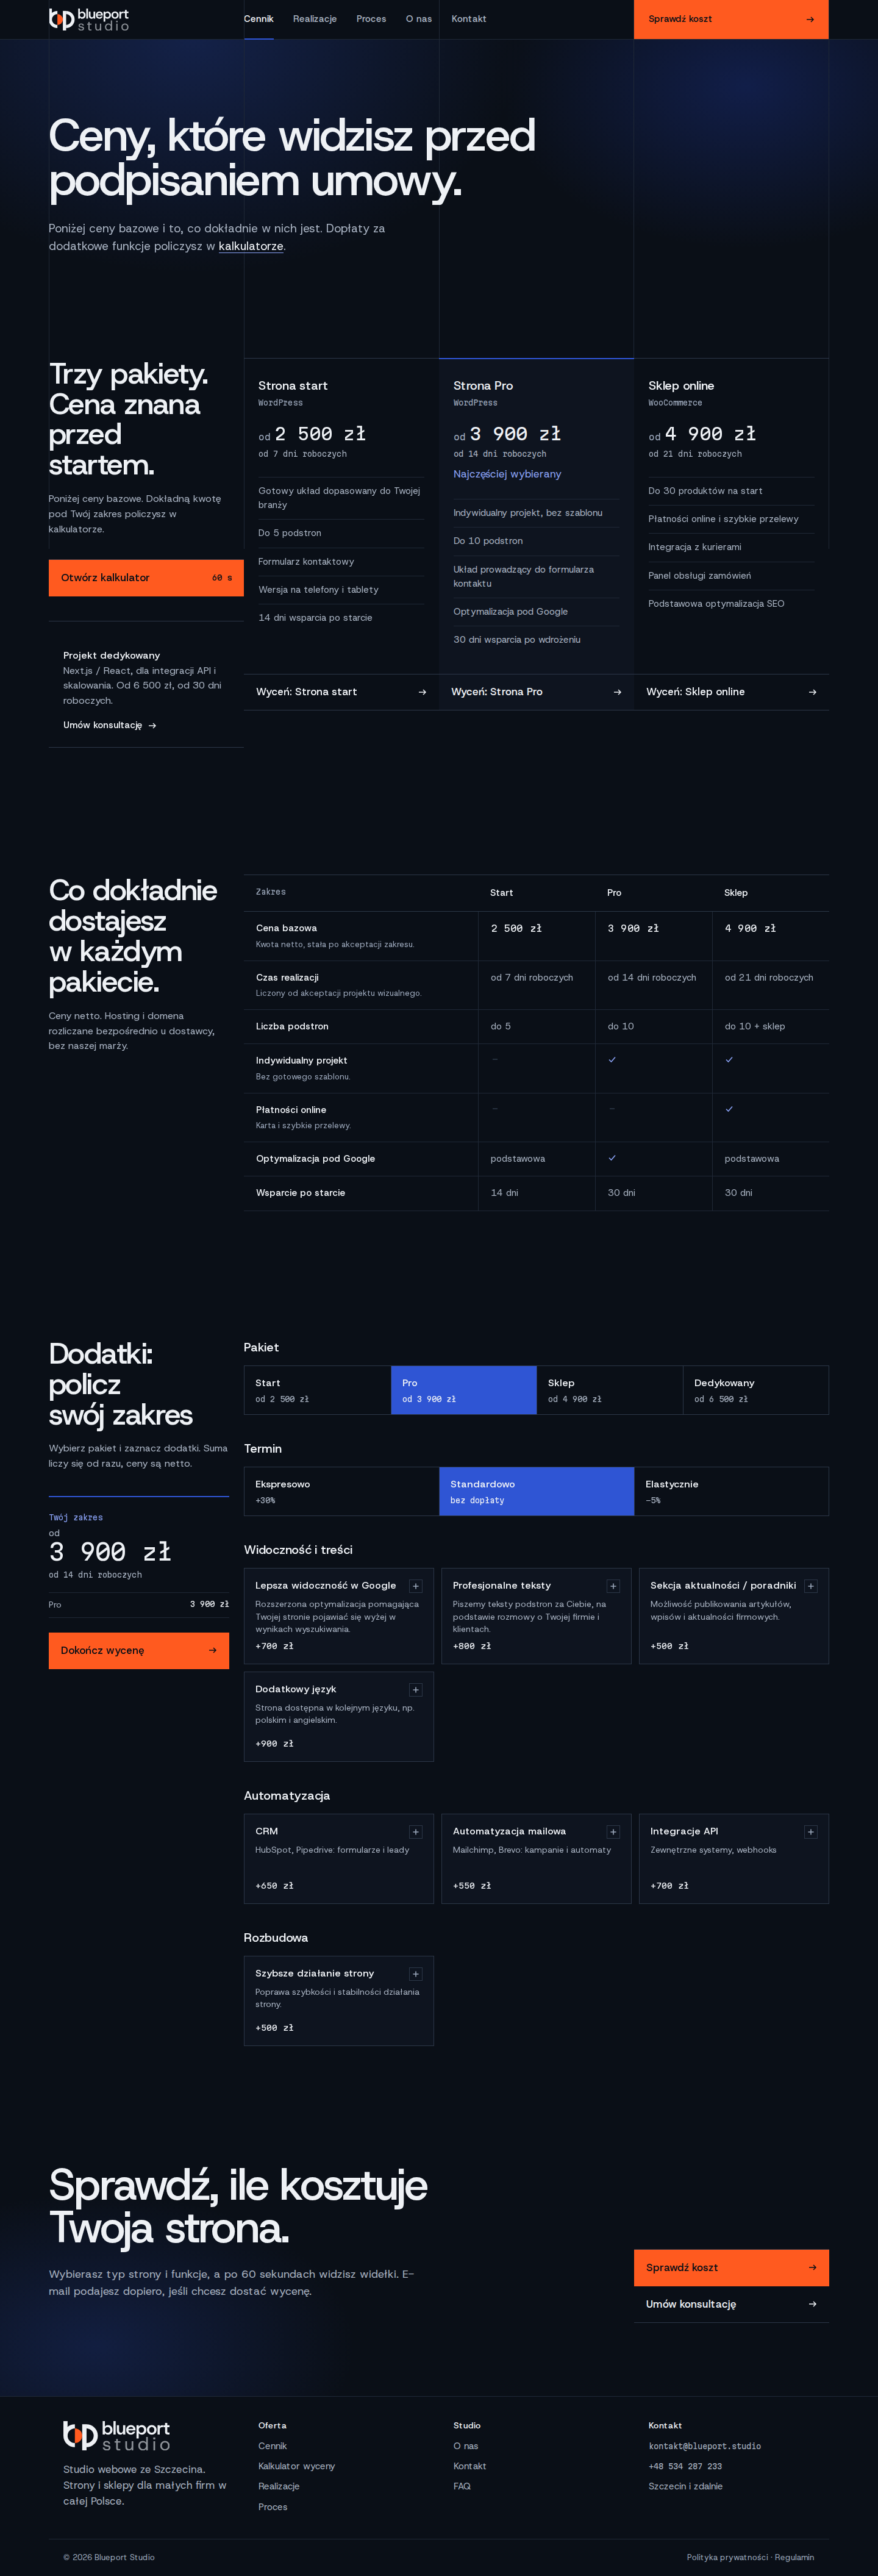 blueport
studio
Cennik
Realizacje
Proces
O nas
Kontakt
Sprawdź koszt →
Ceny, które widzisz przed
podpisaniem umowy.
Poniżej ceny bazowe i to, co dokładnie w nich jest. Dopłaty za
dodatkowe funkcje policzysz w kalkulatorze.
Trzy pakiety.
Cena znana
przed
startem.
Poniżej ceny bazowe. Dokładną kwotę
pod Twój zakres policzysz w
kalkulatorze.
Otwórz kalkulator 60 s
Projekt dedykowany
Next.js / React, dla integracji API i
skalowania. Od 6 500 zł, od 30 dni
roboczych.
Umów konsultację →
Strona start
WordPress
od 2 500 zł
od 7 dni roboczych
Gotowy układ dopasowany do Twojej
branży
Do 5 podstron
Formularz kontaktowy
Wersja na telefony i tablety
14 dni wsparcia po starcie
Wyceń: Strona start →
Strona Pro
WordPress
od 3 900 zł
od 14 dni roboczych
Najczęściej wybierany
Indywidualny projekt, bez szablonu
Do 10 podstron
Układ prowadzący do formularza
kontaktu
Optymalizacja pod Google
30 dni wsparcia po wdrożeniu
Wyceń: Strona Pro →
Sklep online
WooCommerce
od 4 900 zł
od 21 dni roboczych
Do 30 produktów na start
Płatności online i szybkie przelewy
Integracja z kurierami
Panel obsługi zamówień
Podstawowa optymalizacja SEO
Wyceń: Sklep online →
Co dokładnie
dostajesz
w każdym
pakiecie.
Ceny netto. Hosting i domena
rozliczane bezpośrednio u dostawcy,
bez naszej marży.
Zakres Start Pro Sklep
Cena bazowa 2 500 zł 3 900 zł 4 900 zł
Kwota netto, stała po akceptacji zakresu.
Czas realizacji od 7 dni roboczych od 14 dni roboczych od 21 dni roboczych
Liczony od akceptacji projektu wizualnego.
Liczba podstron do 5 do 10 do 10 + sklep
Indywidualny projekt — ✓ ✓
Bez gotowego szablonu.
Płatności online — — ✓
Karta i szybkie przelewy.
Optymalizacja pod Google podstawowa ✓ podstawowa
Wsparcie po starcie 14 dni 30 dni 30 dni
Dodatki:
policz
swój zakres
Wybierz pakiet i zaznacz dodatki. Suma
liczy się od razu, ceny są netto.
Twój zakres
od
3 900 zł
od 14 dni roboczych
Pro 3 900 zł
Dokończ wycenę →
Pakiet
Start
od 2 500 zł
Pro
od 3 900 zł
Sklep
od 4 900 zł
Dedykowany
od 6 500 zł
Termin
Ekspresowo
+30%
Standardowo
bez dopłaty
Elastycznie
-5%
Widoczność i treści
Lepsza widoczność w Google +
Rozszerzona optymalizacja pomagająca
Twojej stronie pojawiać się wyżej w
wynikach wyszukiwania.
+700 zł
Profesjonalne teksty +
Piszemy teksty podstron za Ciebie, na
podstawie rozmowy o Twojej firmie i
klientach.
+800 zł
Sekcja aktualności / poradniki +
Możliwość publikowania artykułów,
wpisów i aktualności firmowych.
+500 zł
Dodatkowy język +
Strona dostępna w kolejnym języku, np.
polskim i angielskim.
+900 zł
Automatyzacja
CRM +
HubSpot, Pipedrive: formularze i leady
+650 zł
Automatyzacja mailowa +
Mailchimp, Brevo: kampanie i automaty
+550 zł
Integracje API +
Zewnętrzne systemy, webhooks
+700 zł
Rozbudowa
Szybsze działanie strony +
Poprawa szybkości i stabilności działania
strony.
+500 zł
Sprawdź, ile kosztuje
Twoja strona.
Wybierasz typ strony i funkcje, a po 60 sekundach widzisz widełki. E-
mail podajesz dopiero, jeśli chcesz dostać wycenę.
Sprawdź koszt →
Umów konsultację →
blueport
studio
Studio webowe ze Szczecina.
Strony i sklepy dla małych firm w
całej Polsce.
Oferta
Cennik
Kalkulator wyceny
Realizacje
Proces
Studio
O nas
Kontakt
FAQ
Kontakt
kontakt@blueport.studio
+48 534 287 233
Szczecin i zdalnie
© 2026 Blueport Studio
Polityka prywatności · Regulamin